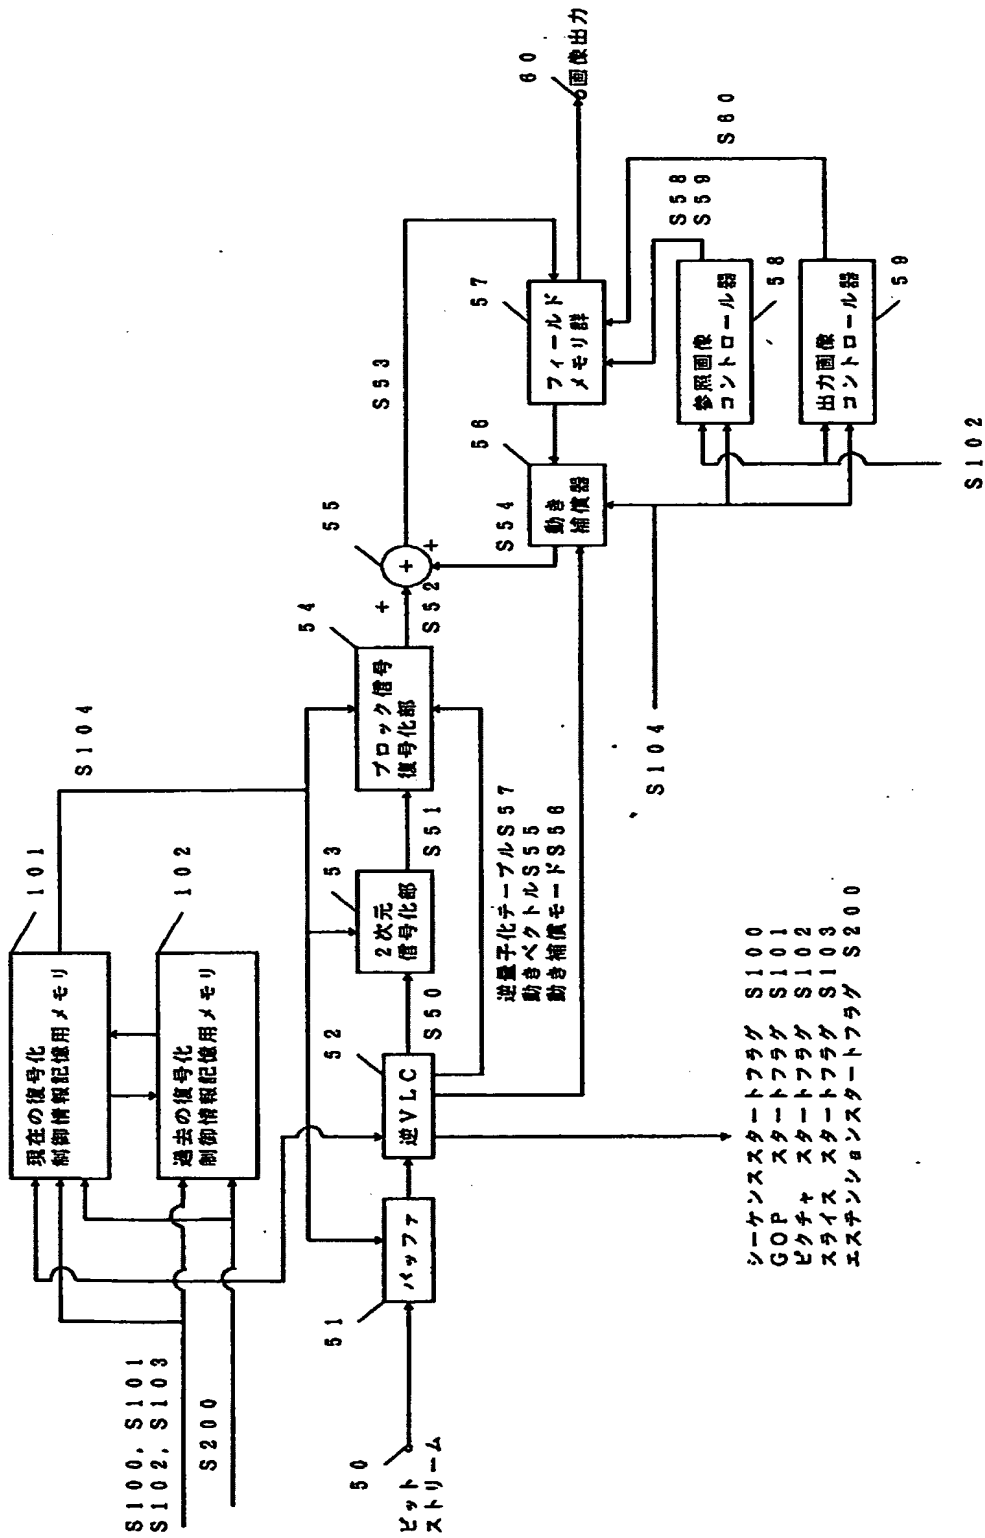 S100, S101
S102, S103
S200
現在の復号化
制御情報記憶用メモリ
101
過去の復号化
制御情報記憶用メモリ
102
S104
50
ビット
ストリーム
51
バッファ
52
逆VLC
S50
53
2次元
信号化部
S51
54
ブロック信号
復号化部
+
S52
55
+
+
S53
S54
56
動き
補償器
57
フィールド
メモリ群
60
画像出力
S60
S58
S59
参照画像
コントロール器
58
出力画像
コントロール器
59
S102
S104
逆量子化テーブルS57
動きベクトルS55
動き補償モードS56
シーケンススタートフラグ S100
GOP スタートフラグ S101
ピクチャ スタートフラグ S102
スライス スタートフラグ S103
エステンションスタートフラグ S200